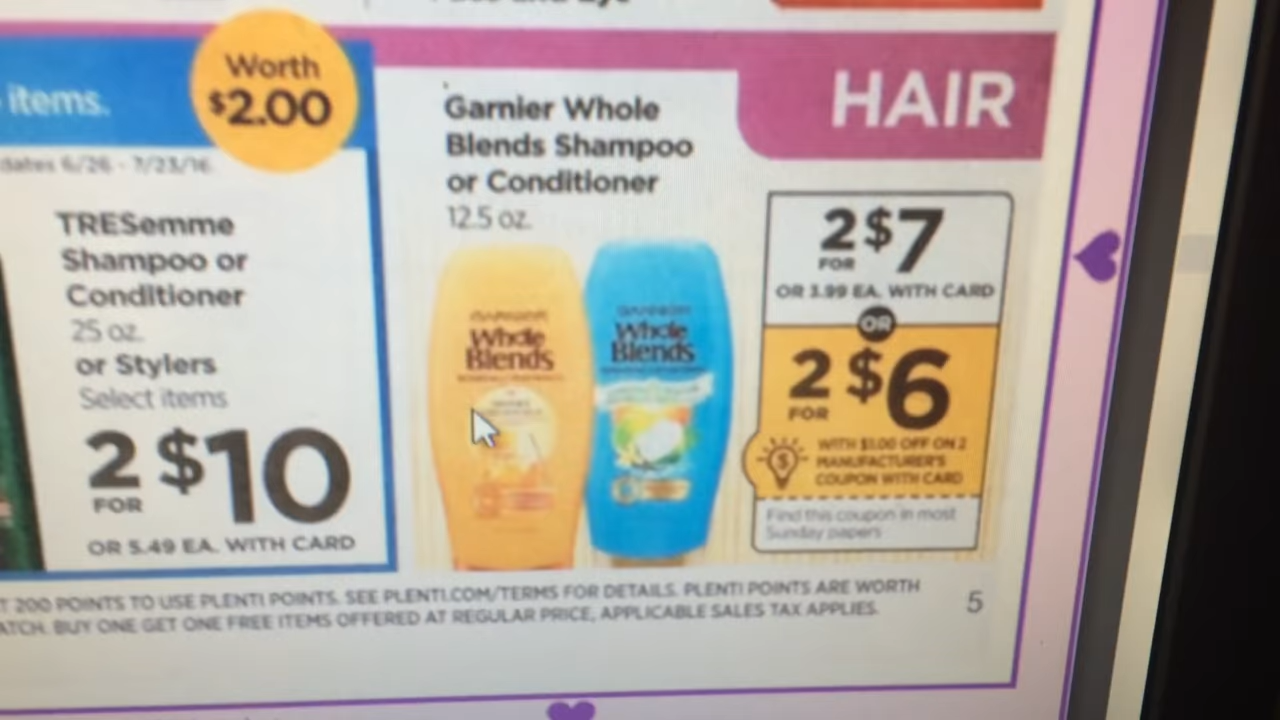 items.
Worth
$2.00
dates 6/26 - 7/23/16
TRESemme
Shampoo or
Conditioner
25 oz.
or Stylers
Select items
2 FOR $10
OR 5.49 EA. WITH CARD
HAIR
Garnier Whole
Blends Shampoo
or Conditioner
12.5 oz.
GARNIER
Whole
Blends
GARNIER
Whole
Blends
2 FOR $7
OR 3.99 EA. WITH CARD
OR
2 FOR $6
$
WITH $1.00 OFF ON 2
MANUFACTURER'S
COUPON WITH CARD
Find this coupon in most
Sunday papers
200 POINTS TO USE PLENTI POINTS. SEE PLENTI.COM/TERMS FOR DETAILS. PLENTI POINTS ARE WORTH
BUY ONE GET ONE FREE ITEMS OFFERED AT REGULAR PRICE, APPLICABLE SALES TAX APPLIES.
5